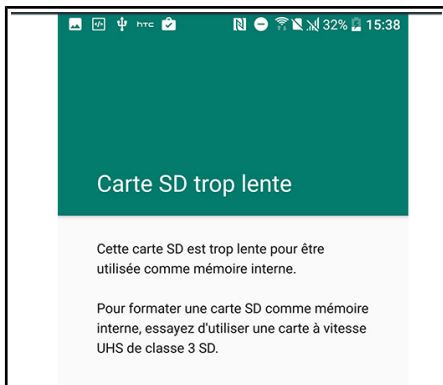 htc 32% 15:38
Carte SD trop lente
Cette carte SD est trop lente pour être
utilisée comme mémoire interne.
Pour formater une carte SD comme mémoire
interne, essayez d'utiliser une carte à vitesse
UHS de classe 3 SD.